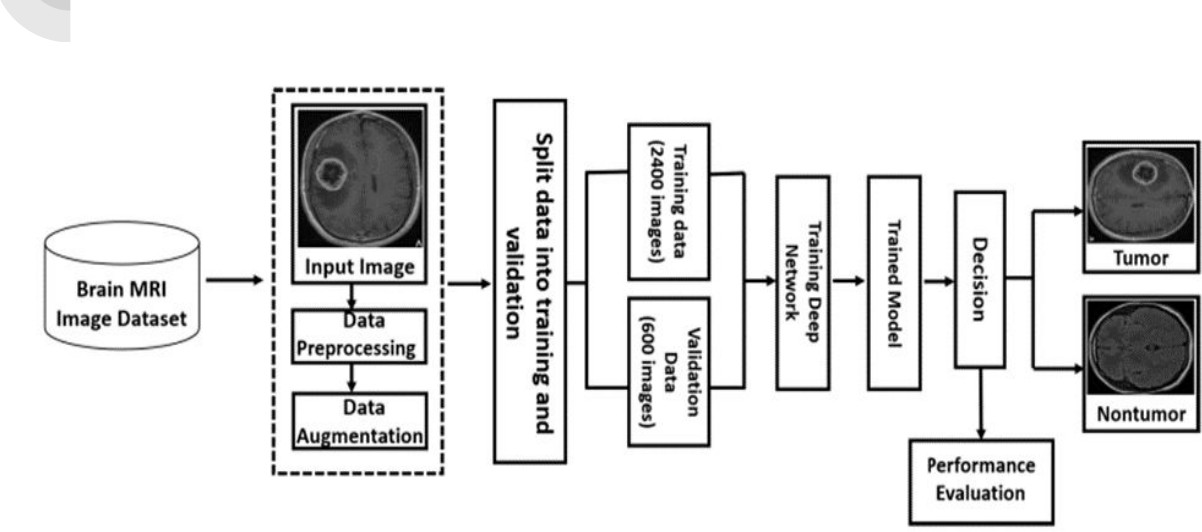 Brain MRI
Image Dataset
Input Image
Data
Preprocessing
Data
Augmentation
Split data into training and
validation
Training data
(2400 images)
Validation
Data
(600 images)
Training Deep
Network
Trained Model
Decision
Performance
Evaluation
Tumor
Nontumor